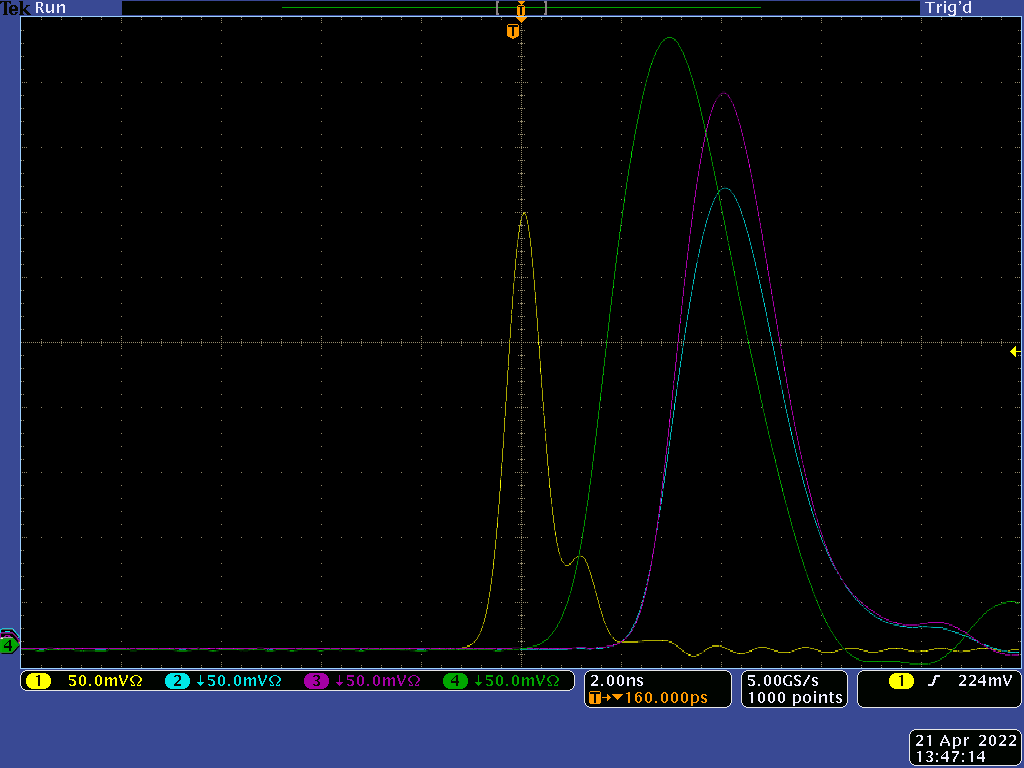 Tek Run Trig'd
T
T
4
1 50.0mVΩ 2 ↓50.0mVΩ 3 ↓50.0mVΩ 4 ↓50.0mVΩ
2.00ns
T→▼160.000ps
5.00GS/s
1000 points
1 224mV
21 Apr 2022
13:47:14